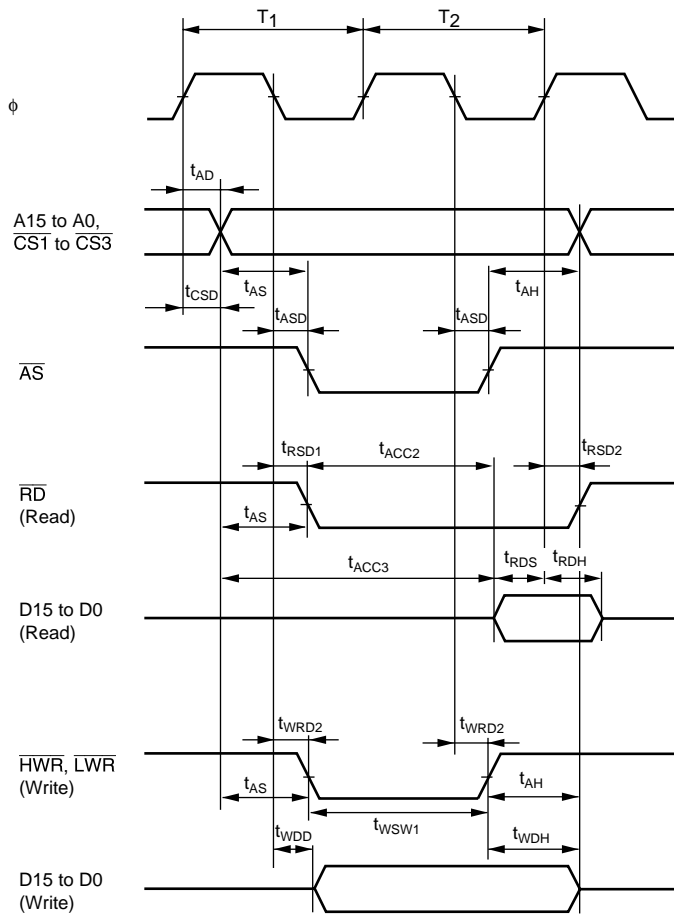 T1 T2
ϕ
tAD
A15 to A0,
CS1 to CS3
tCSD tAS tAH
tASD tASD
AS
tRSD1 tACC2 tRSD2
RD
(Read)
tAS
tACC3 tRDS tRDH
D15 to D0
(Read)
tWRD2 tWRD2
HWR, LWR
(Write)
tAS tAH
tWSW1
tWDD tWDH
D15 to D0
(Write)